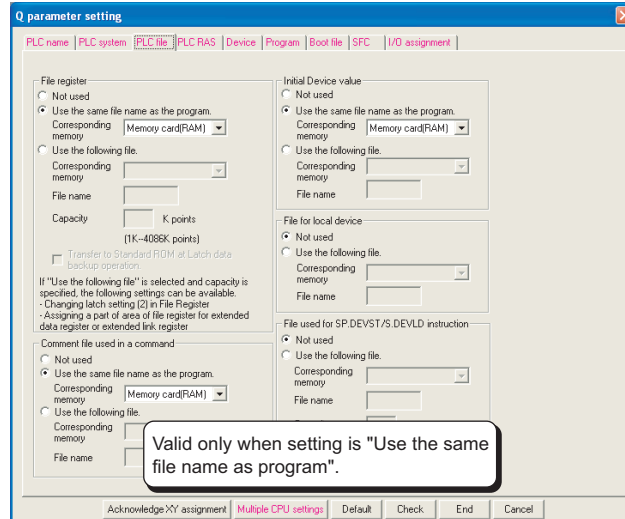 Q parameter setting
PLC name PLC system PLC file PLC RAS Device Program Boot file SFC I/O assignment
File register
Not used
Use the same file name as the program.
Corresponding
memory
Memory card(RAM)
Use the following file.
Corresponding
memory
File name
Capacity K points
(1K--4086K points)
Transfer to Standard ROM at Latch data
backup operation.
If "Use the following file" is selected and capacity is
specified, the following settings can be available.
- Changing latch setting (2) in File Register
- Assigning a part of area of file register for extended
data register or extended link register
Comment file used in a command
Not used
Use the same file name as the program.
Corresponding
memory
Memory card(RAM)
Use the following file.
Corresponding
memory
File name
Initial Device value
Not used
Use the same file name as the program.
Corresponding
memory
Memory card(RAM)
Use the following file.
Corresponding
memory
File name
File for local device
Not used
Use the following file.
Corresponding
memory
File name
File used for SP.DEVST/S.DEVLD instruction
Not used
Use the following file.
Corresponding
memory
File name
Valid only when setting is "Use the same
file name as program".
Acknowledge XY assignment Multiple CPU settings Default Check End Cancel